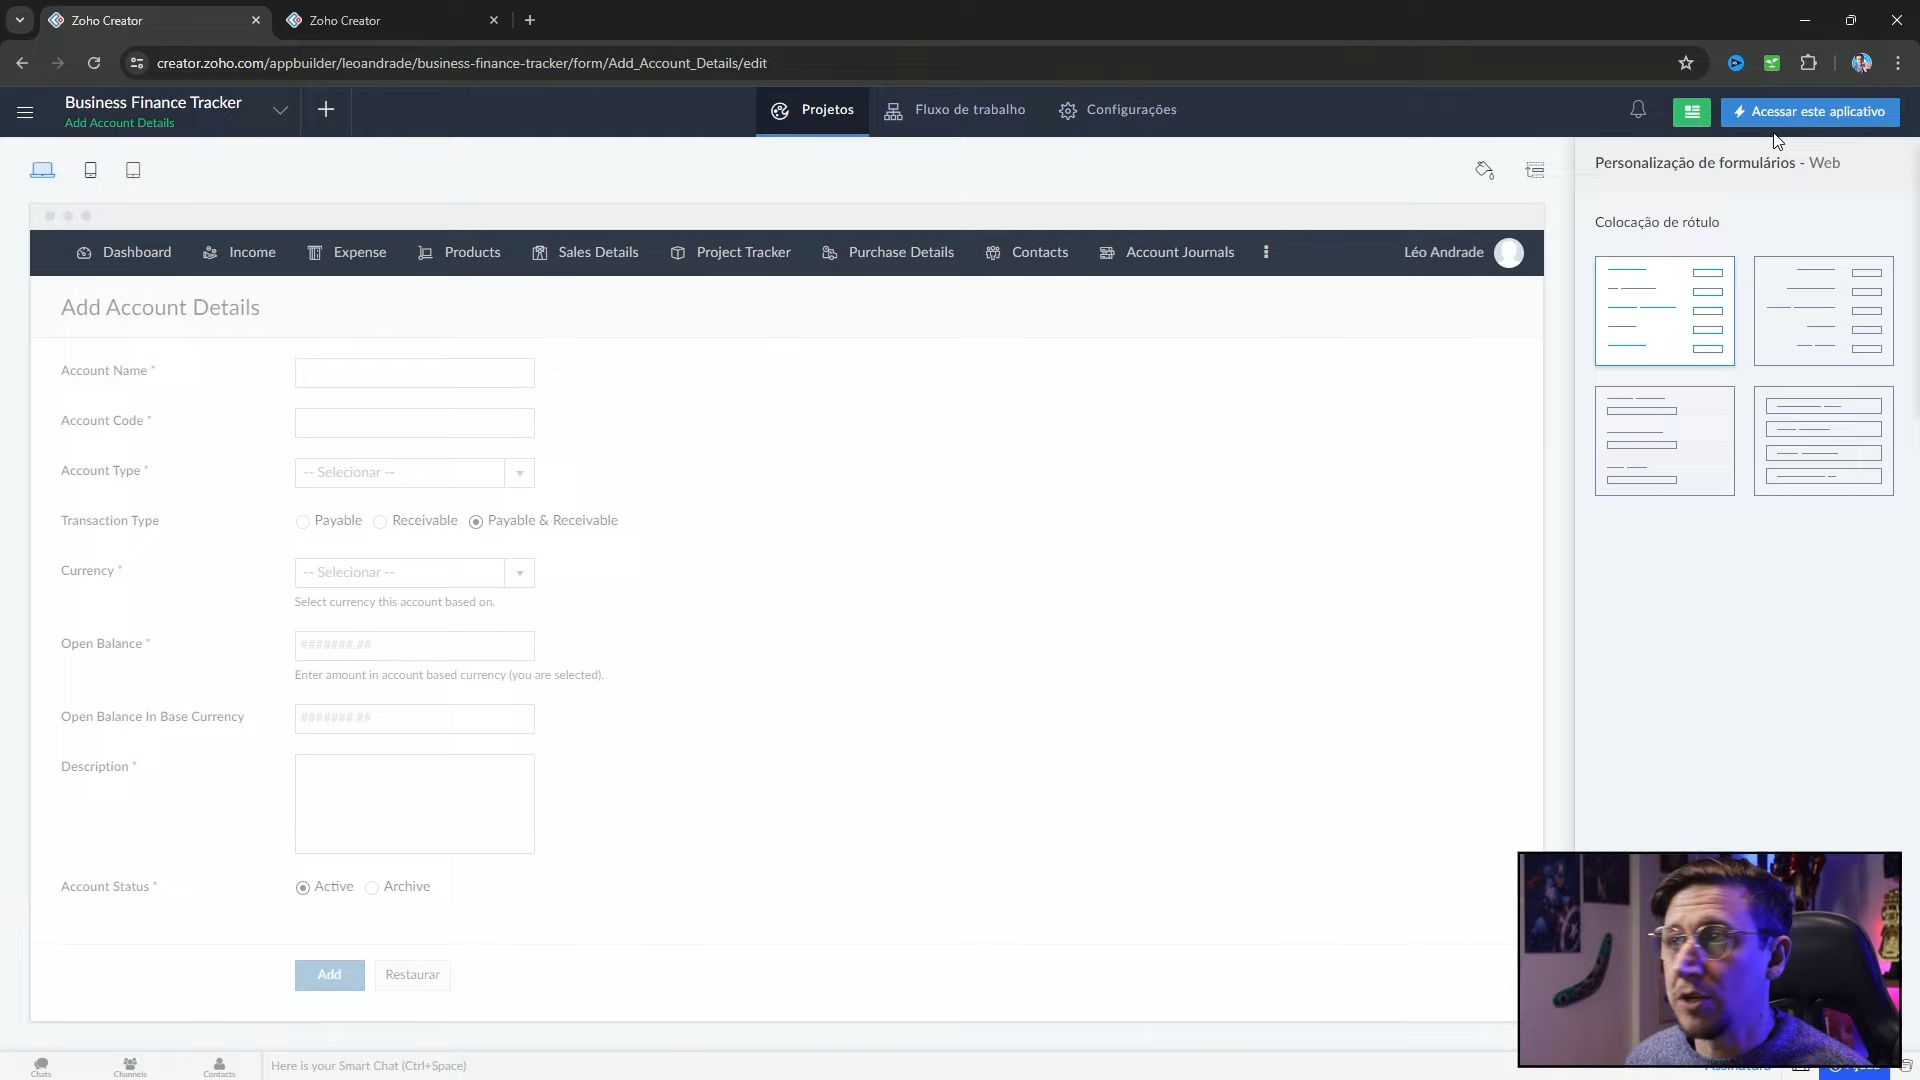 Zoho Creator
Zoho Creator
creator.zoho.com/appbuilder/leoandrade/business-finance-tracker/form/Add_Account_Details/edit
Business Finance Tracker
Add Account Details
Projetos
Fluxo de trabalho
Configurações
Acessar este aplicativo
Personalização de formulários - Web
Colocação de rótulo
Dashboard
Income
Expense
Products
Sales Details
Project Tracker
Purchase Details
Contacts
Account Journals
Léo Andrade
Add Account Details
Account Name *
Account Code *
Account Type *
-- Selecionar --
Transaction Type
Payable
Receivable
Payable & Receivable
Currency *
-- Selecionar --
Select currency this account based on.
Open Balance *
#######.##
Enter amount in account based currency (you are selected).
Open Balance In Base Currency
#######.##
Description *
Account Status *
Active
Archive
Add
Restaurar
Chats
Channels
Contacts
Here is your Smart Chat (Ctrl+Space)